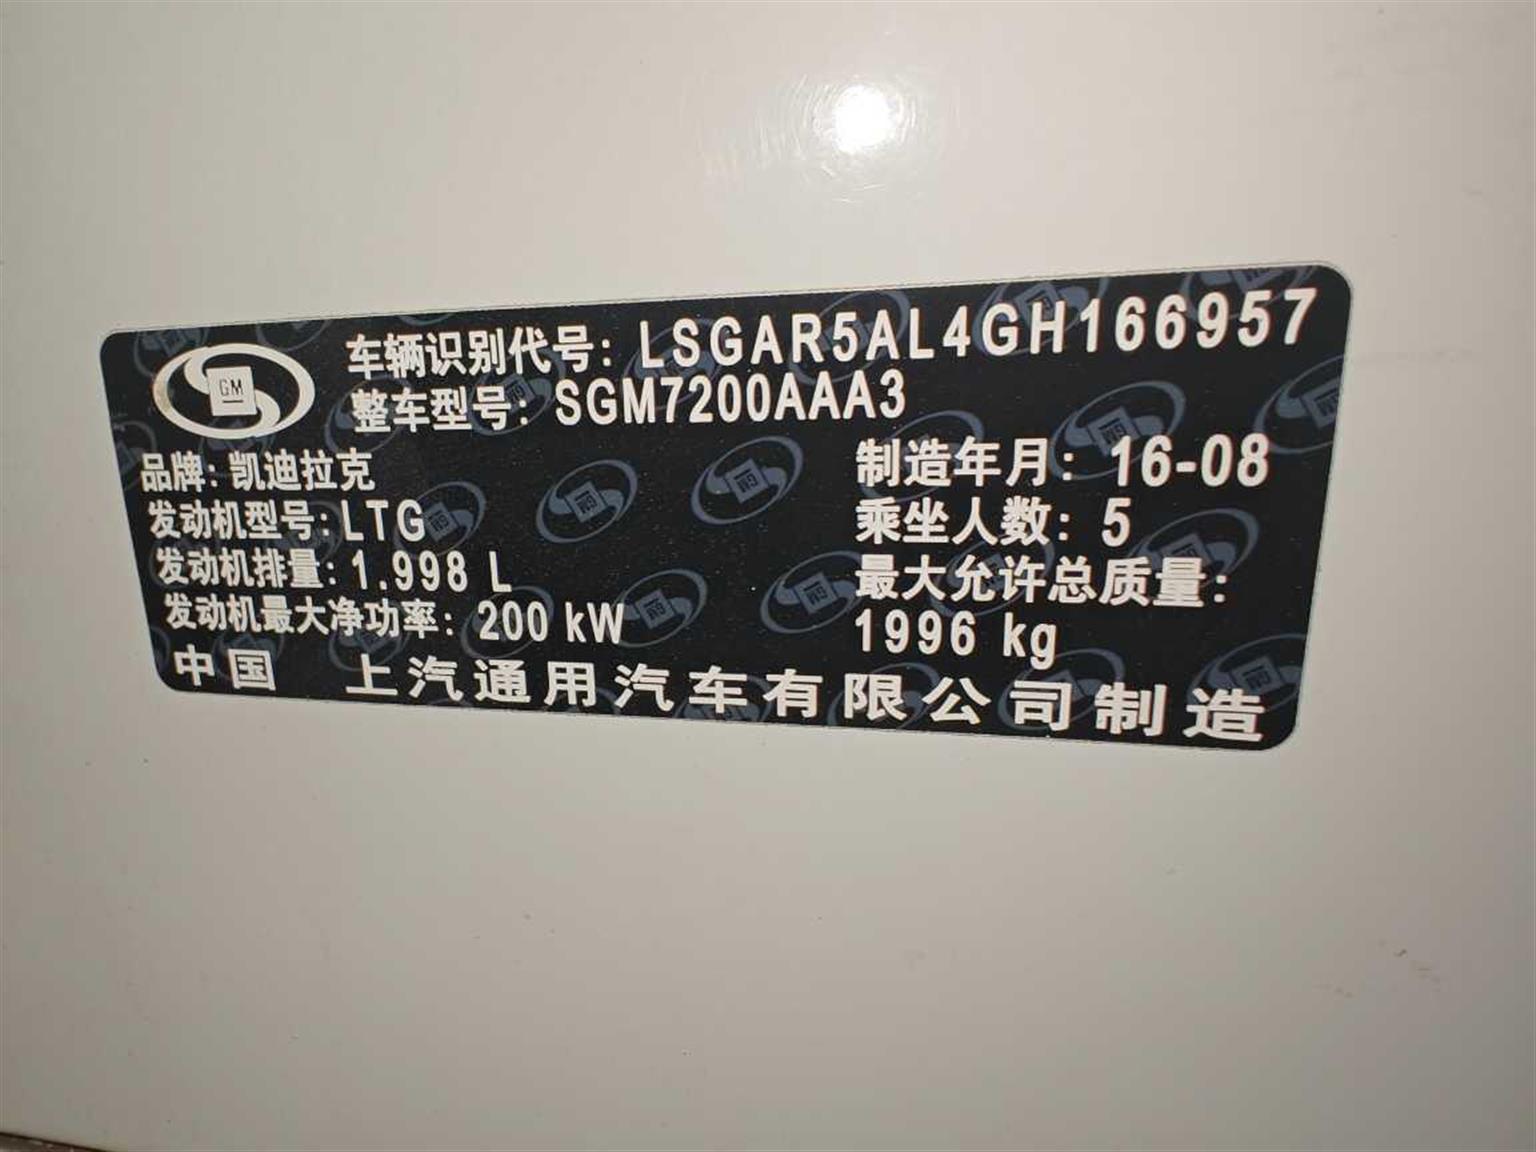 GM
车辆识别代号: LSGAR5AL4GH166957
整车型号: SGM7200AAA3
品牌: 凯迪拉克
制造年月: 16-08
发动机型号: LTG
乘坐人数: 5
发动机排量: 1.998 L
最大允许总质量:
发动机最大净功率: 200 kW
1996 kg
中国 上汽通用汽车有限公司制造